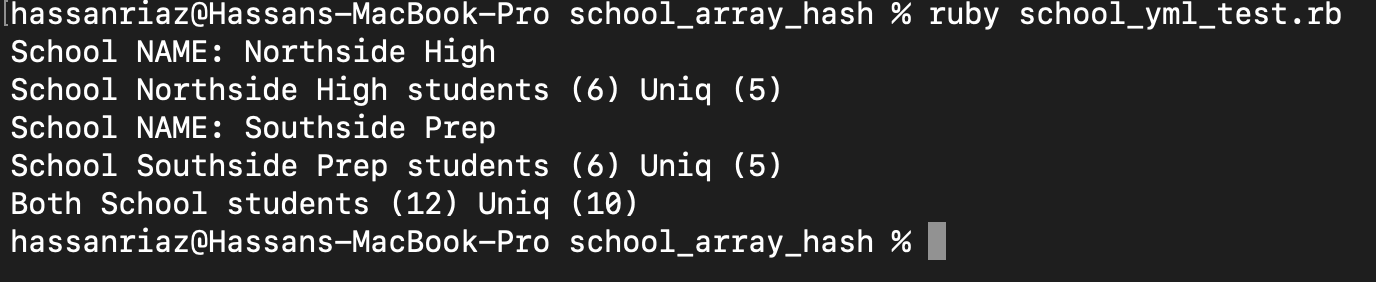 [hassanriaz@Hassans-MacBook-Pro school_array_hash % ruby school_yml_test.rb
School NAME: Northside High
School Northside High students (6) Uniq (5)
School NAME: Southside Prep
School Southside Prep students (6) Uniq (5)
Both School students (12) Uniq (10)
hassanriaz@Hassans-MacBook-Pro school_array_hash %